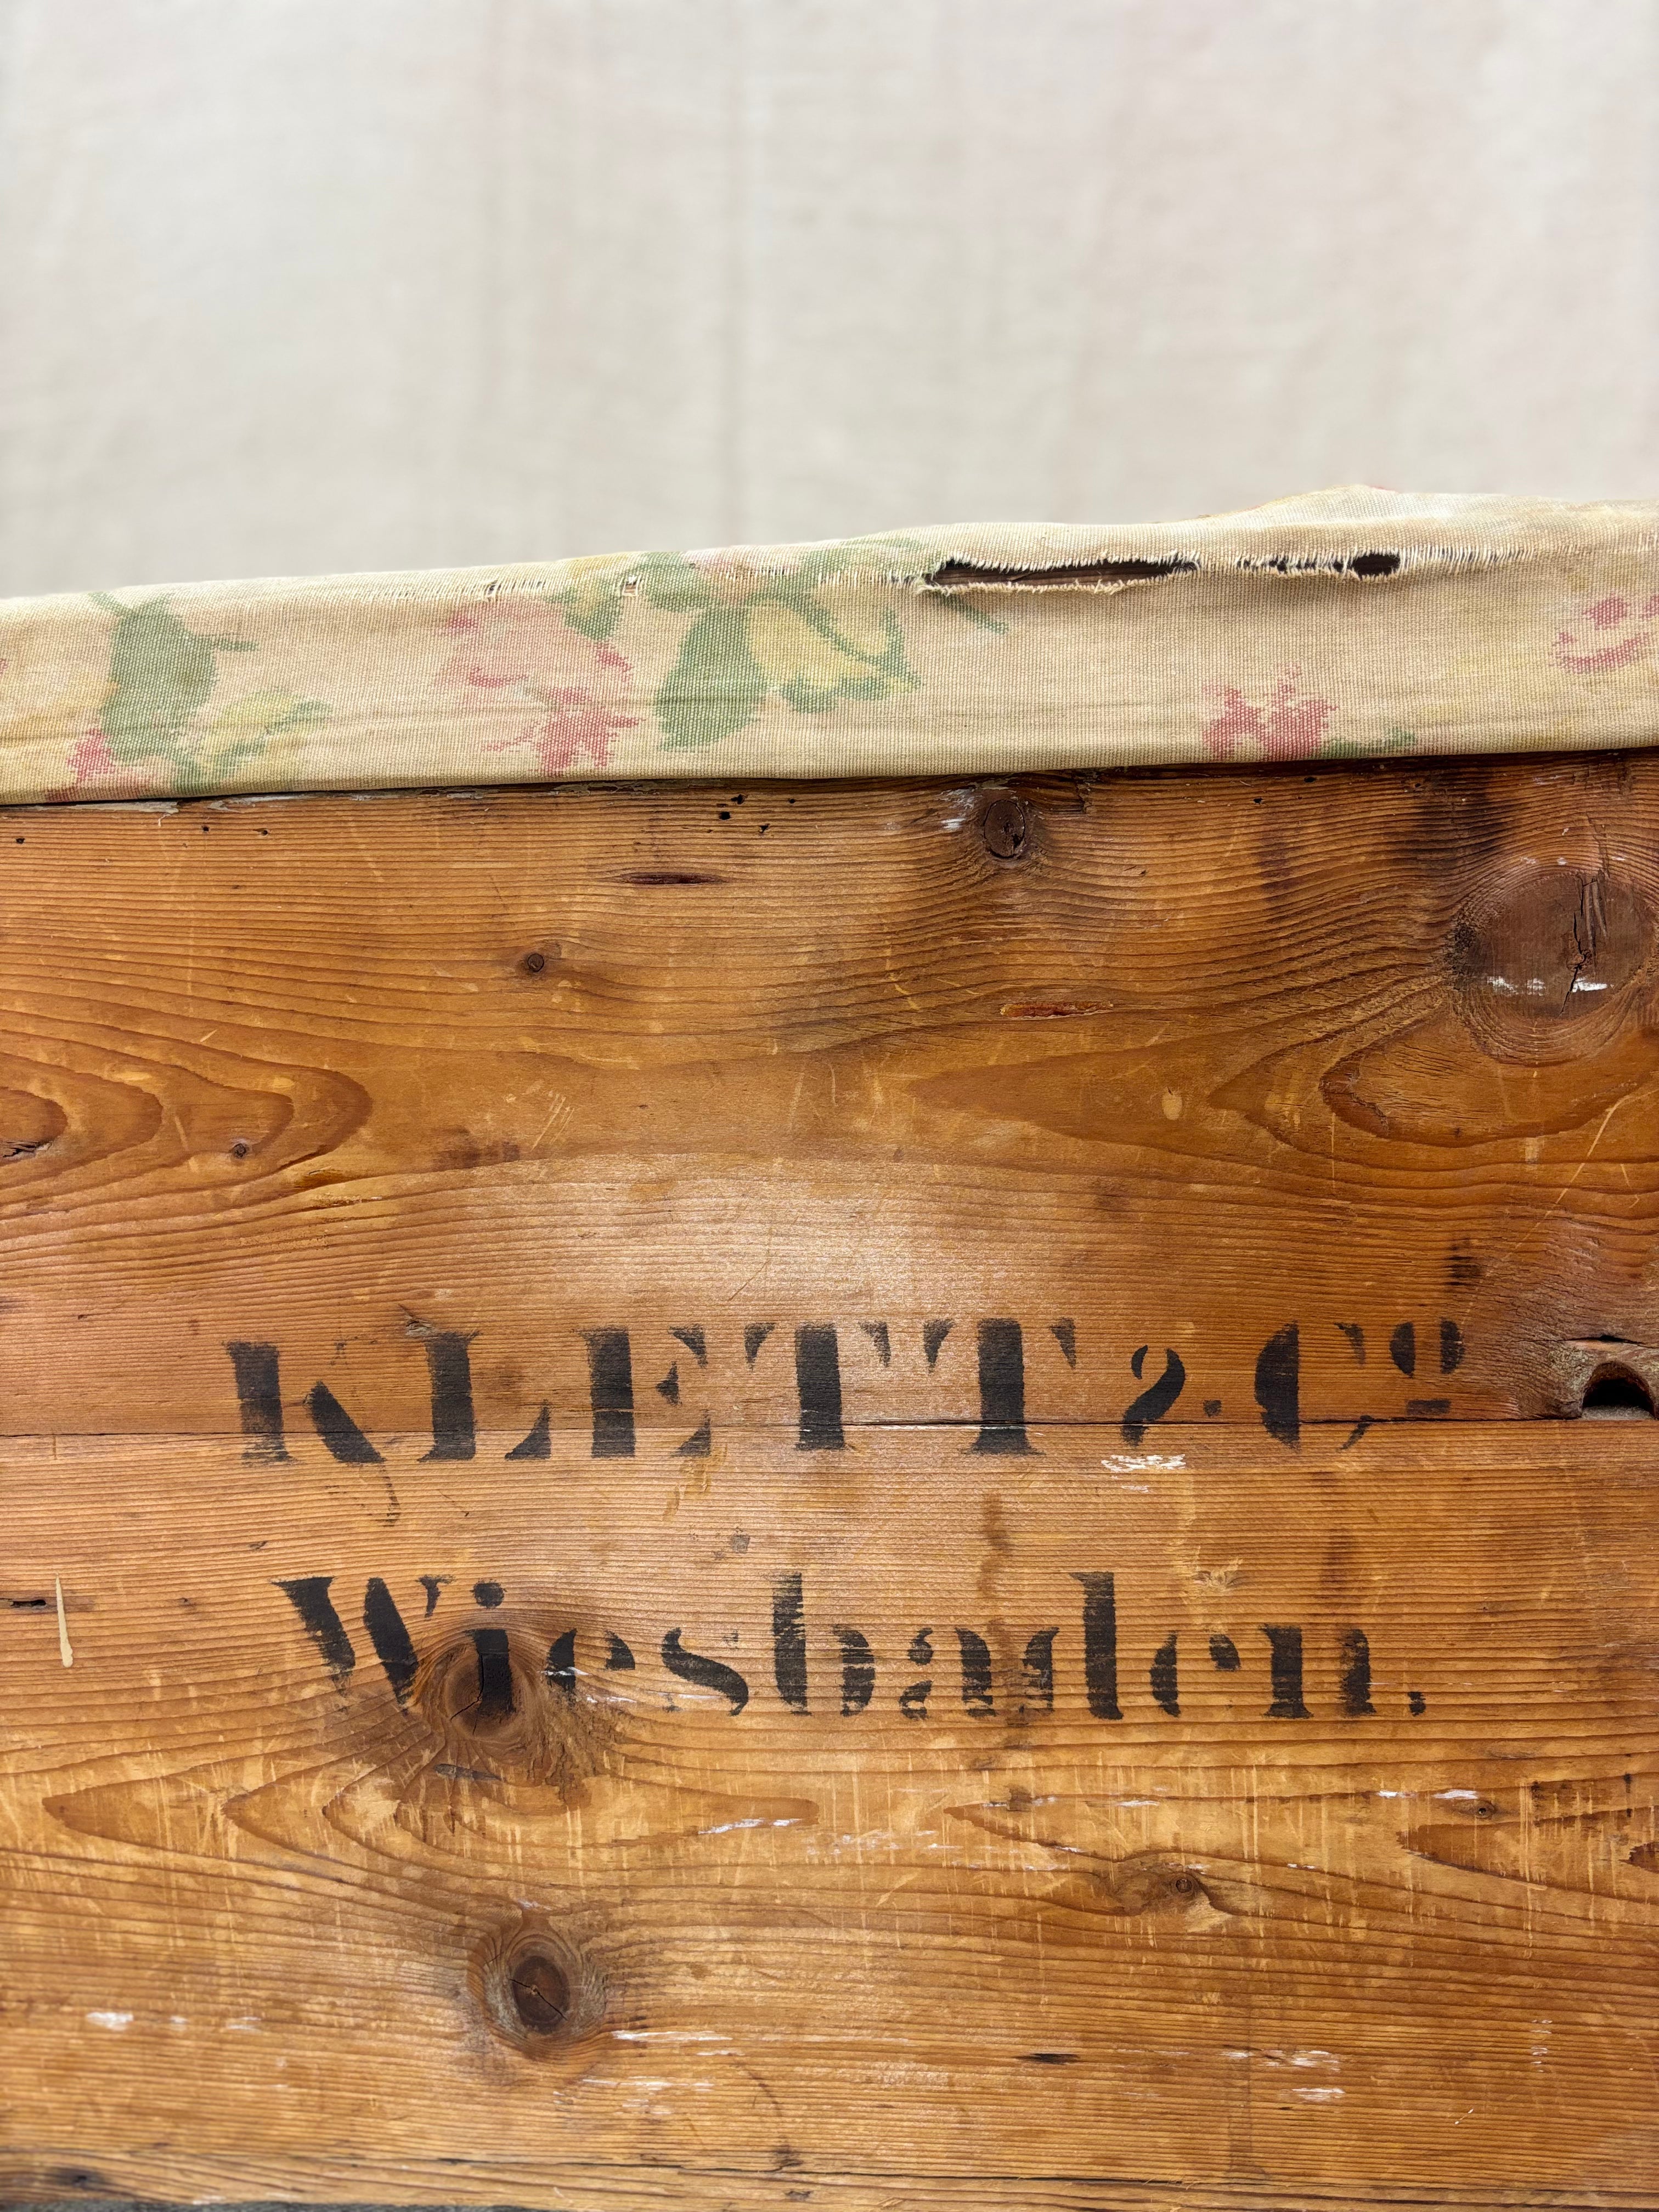 KLETT & Cº
Wiesbaden.